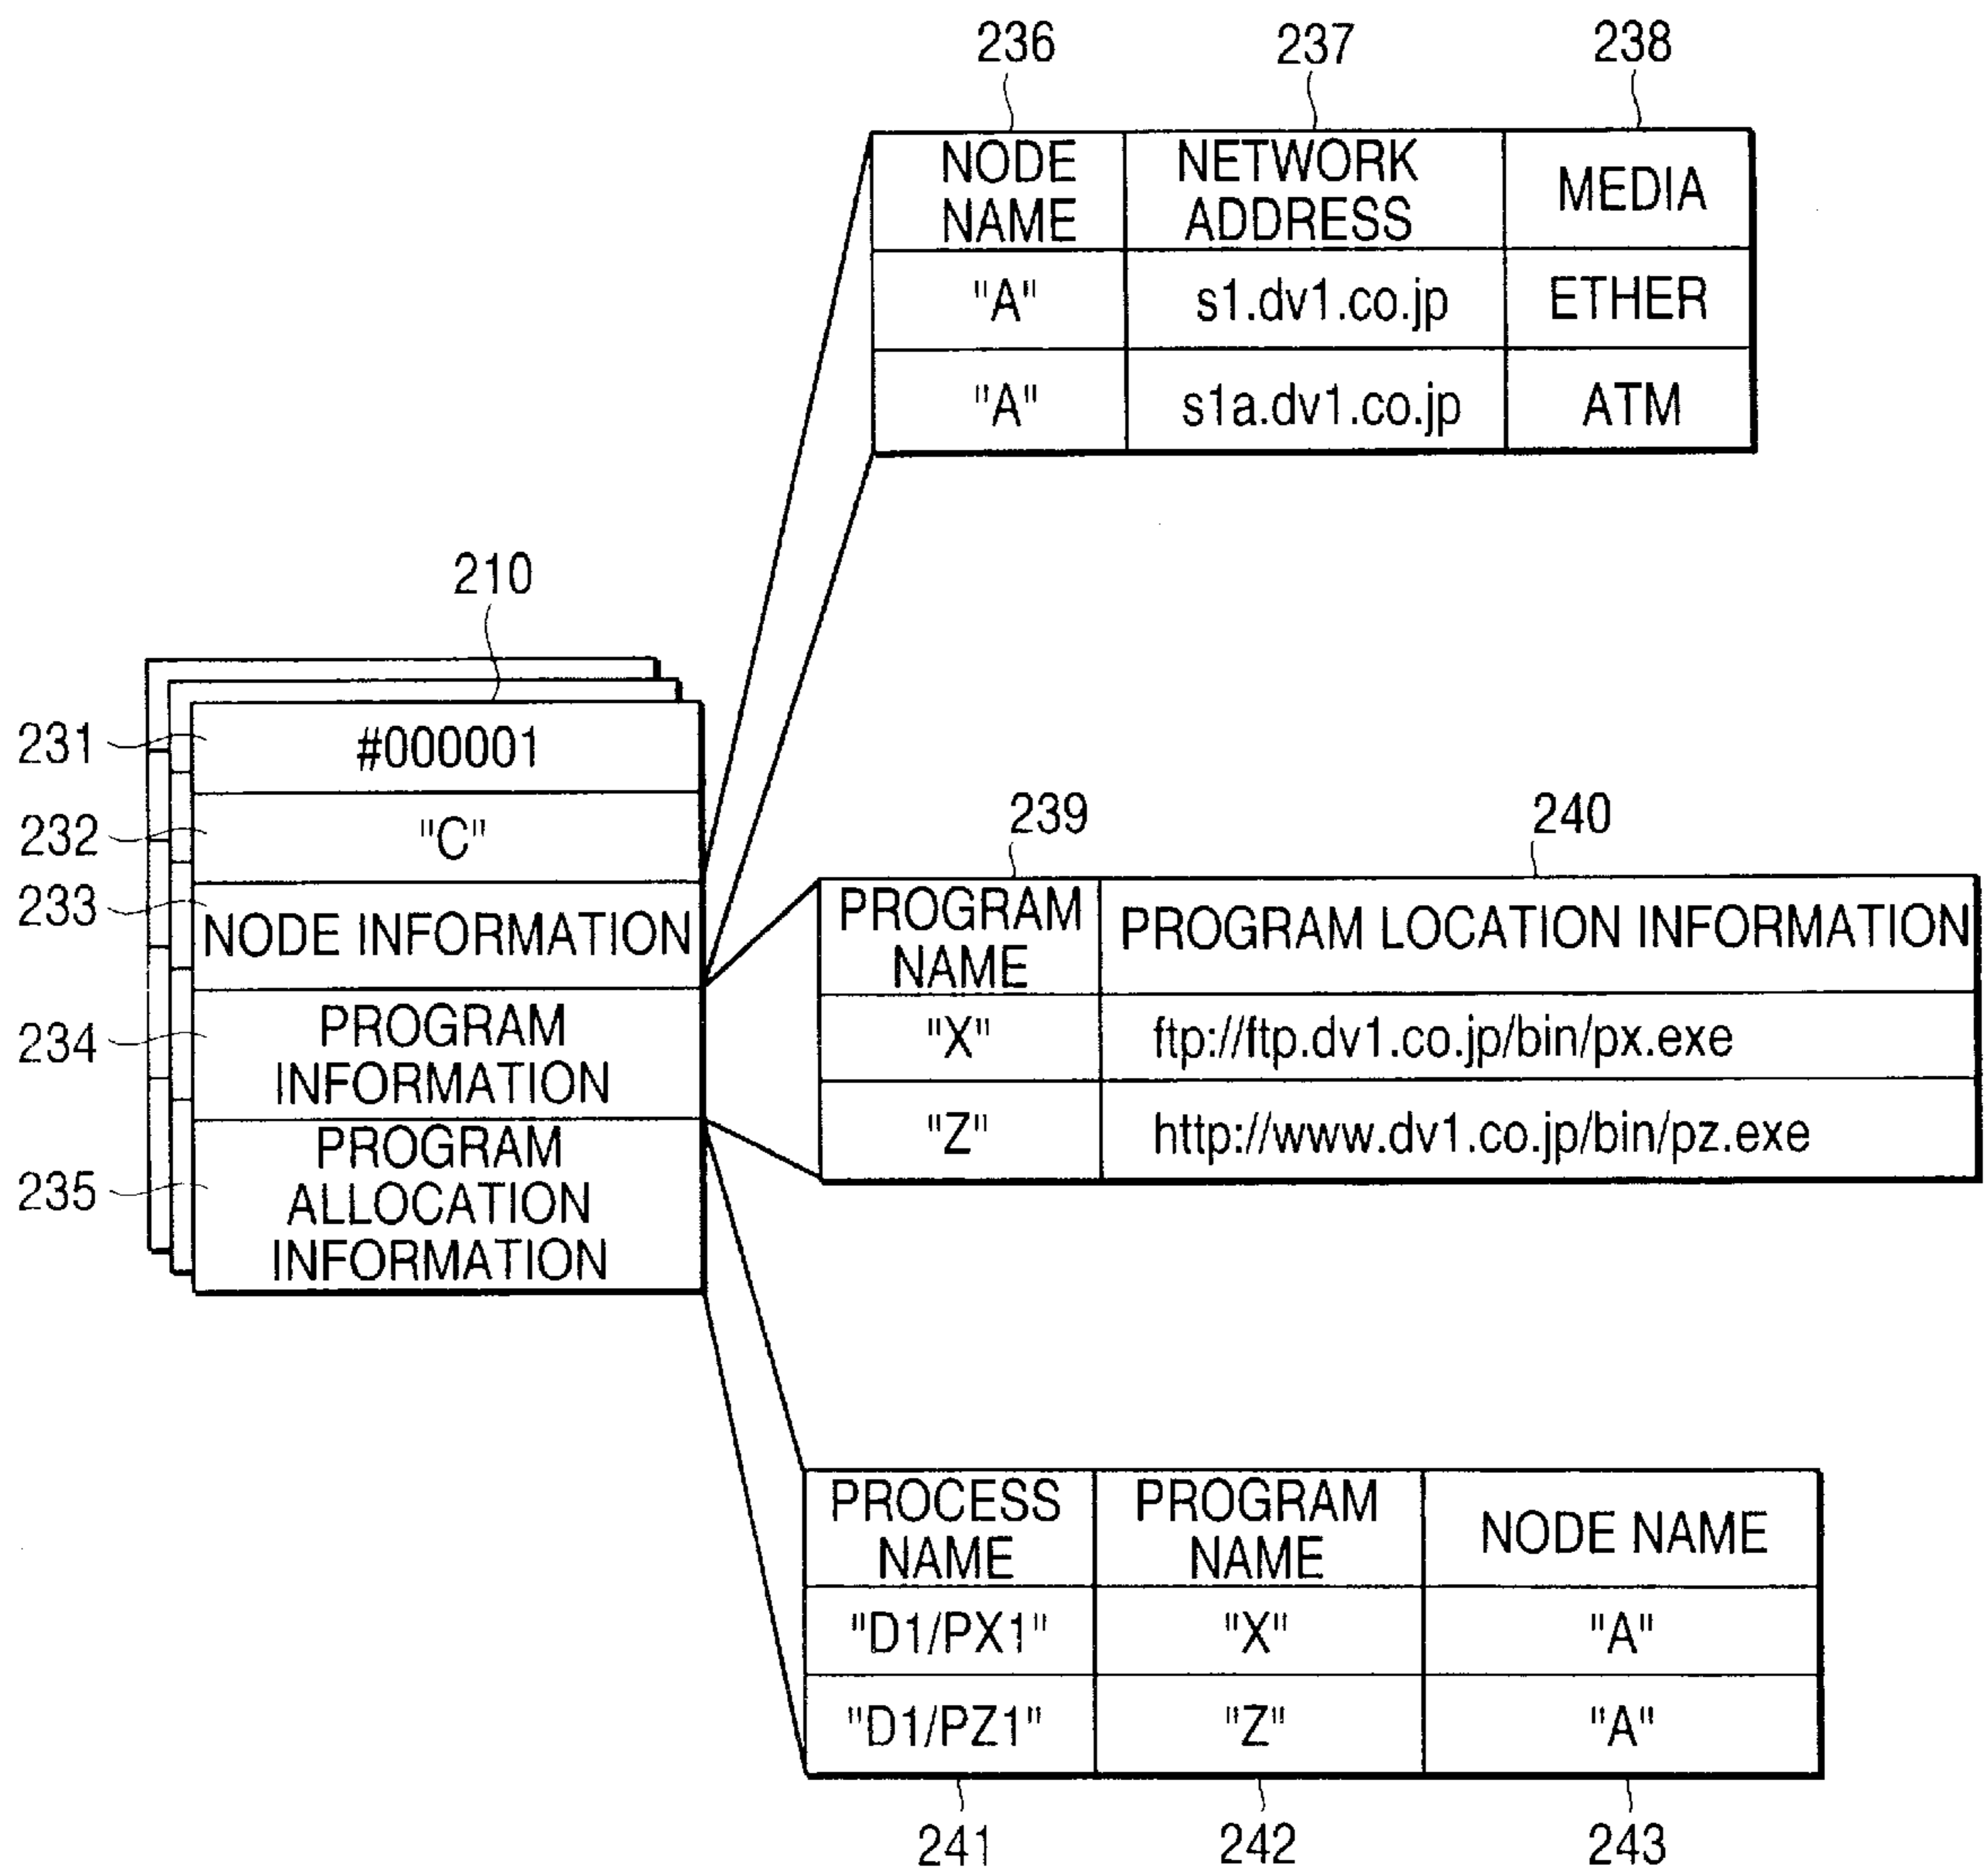 236 237 238
NODE NAME NETWORK ADDRESS MEDIA
"A" s1.dv1.co.jp ETHER
"A" s1a.dv1.co.jp ATM
210
231 #000001
232 "C"
233 NODE INFORMATION
234 PROGRAM
INFORMATION
235 PROGRAM
ALLOCATION
INFORMATION
239 240
PROGRAM NAME PROGRAM LOCATION INFORMATION
"X" ftp://ftp.dv1.co.jp/bin/px.exe
"Z" http://www.dv1.co.jp/bin/pz.exe
PROCESS NAME PROGRAM NAME NODE NAME
"D1/PX1" "X" "A"
"D1/PZ1" "Z" "A"
241 242 243